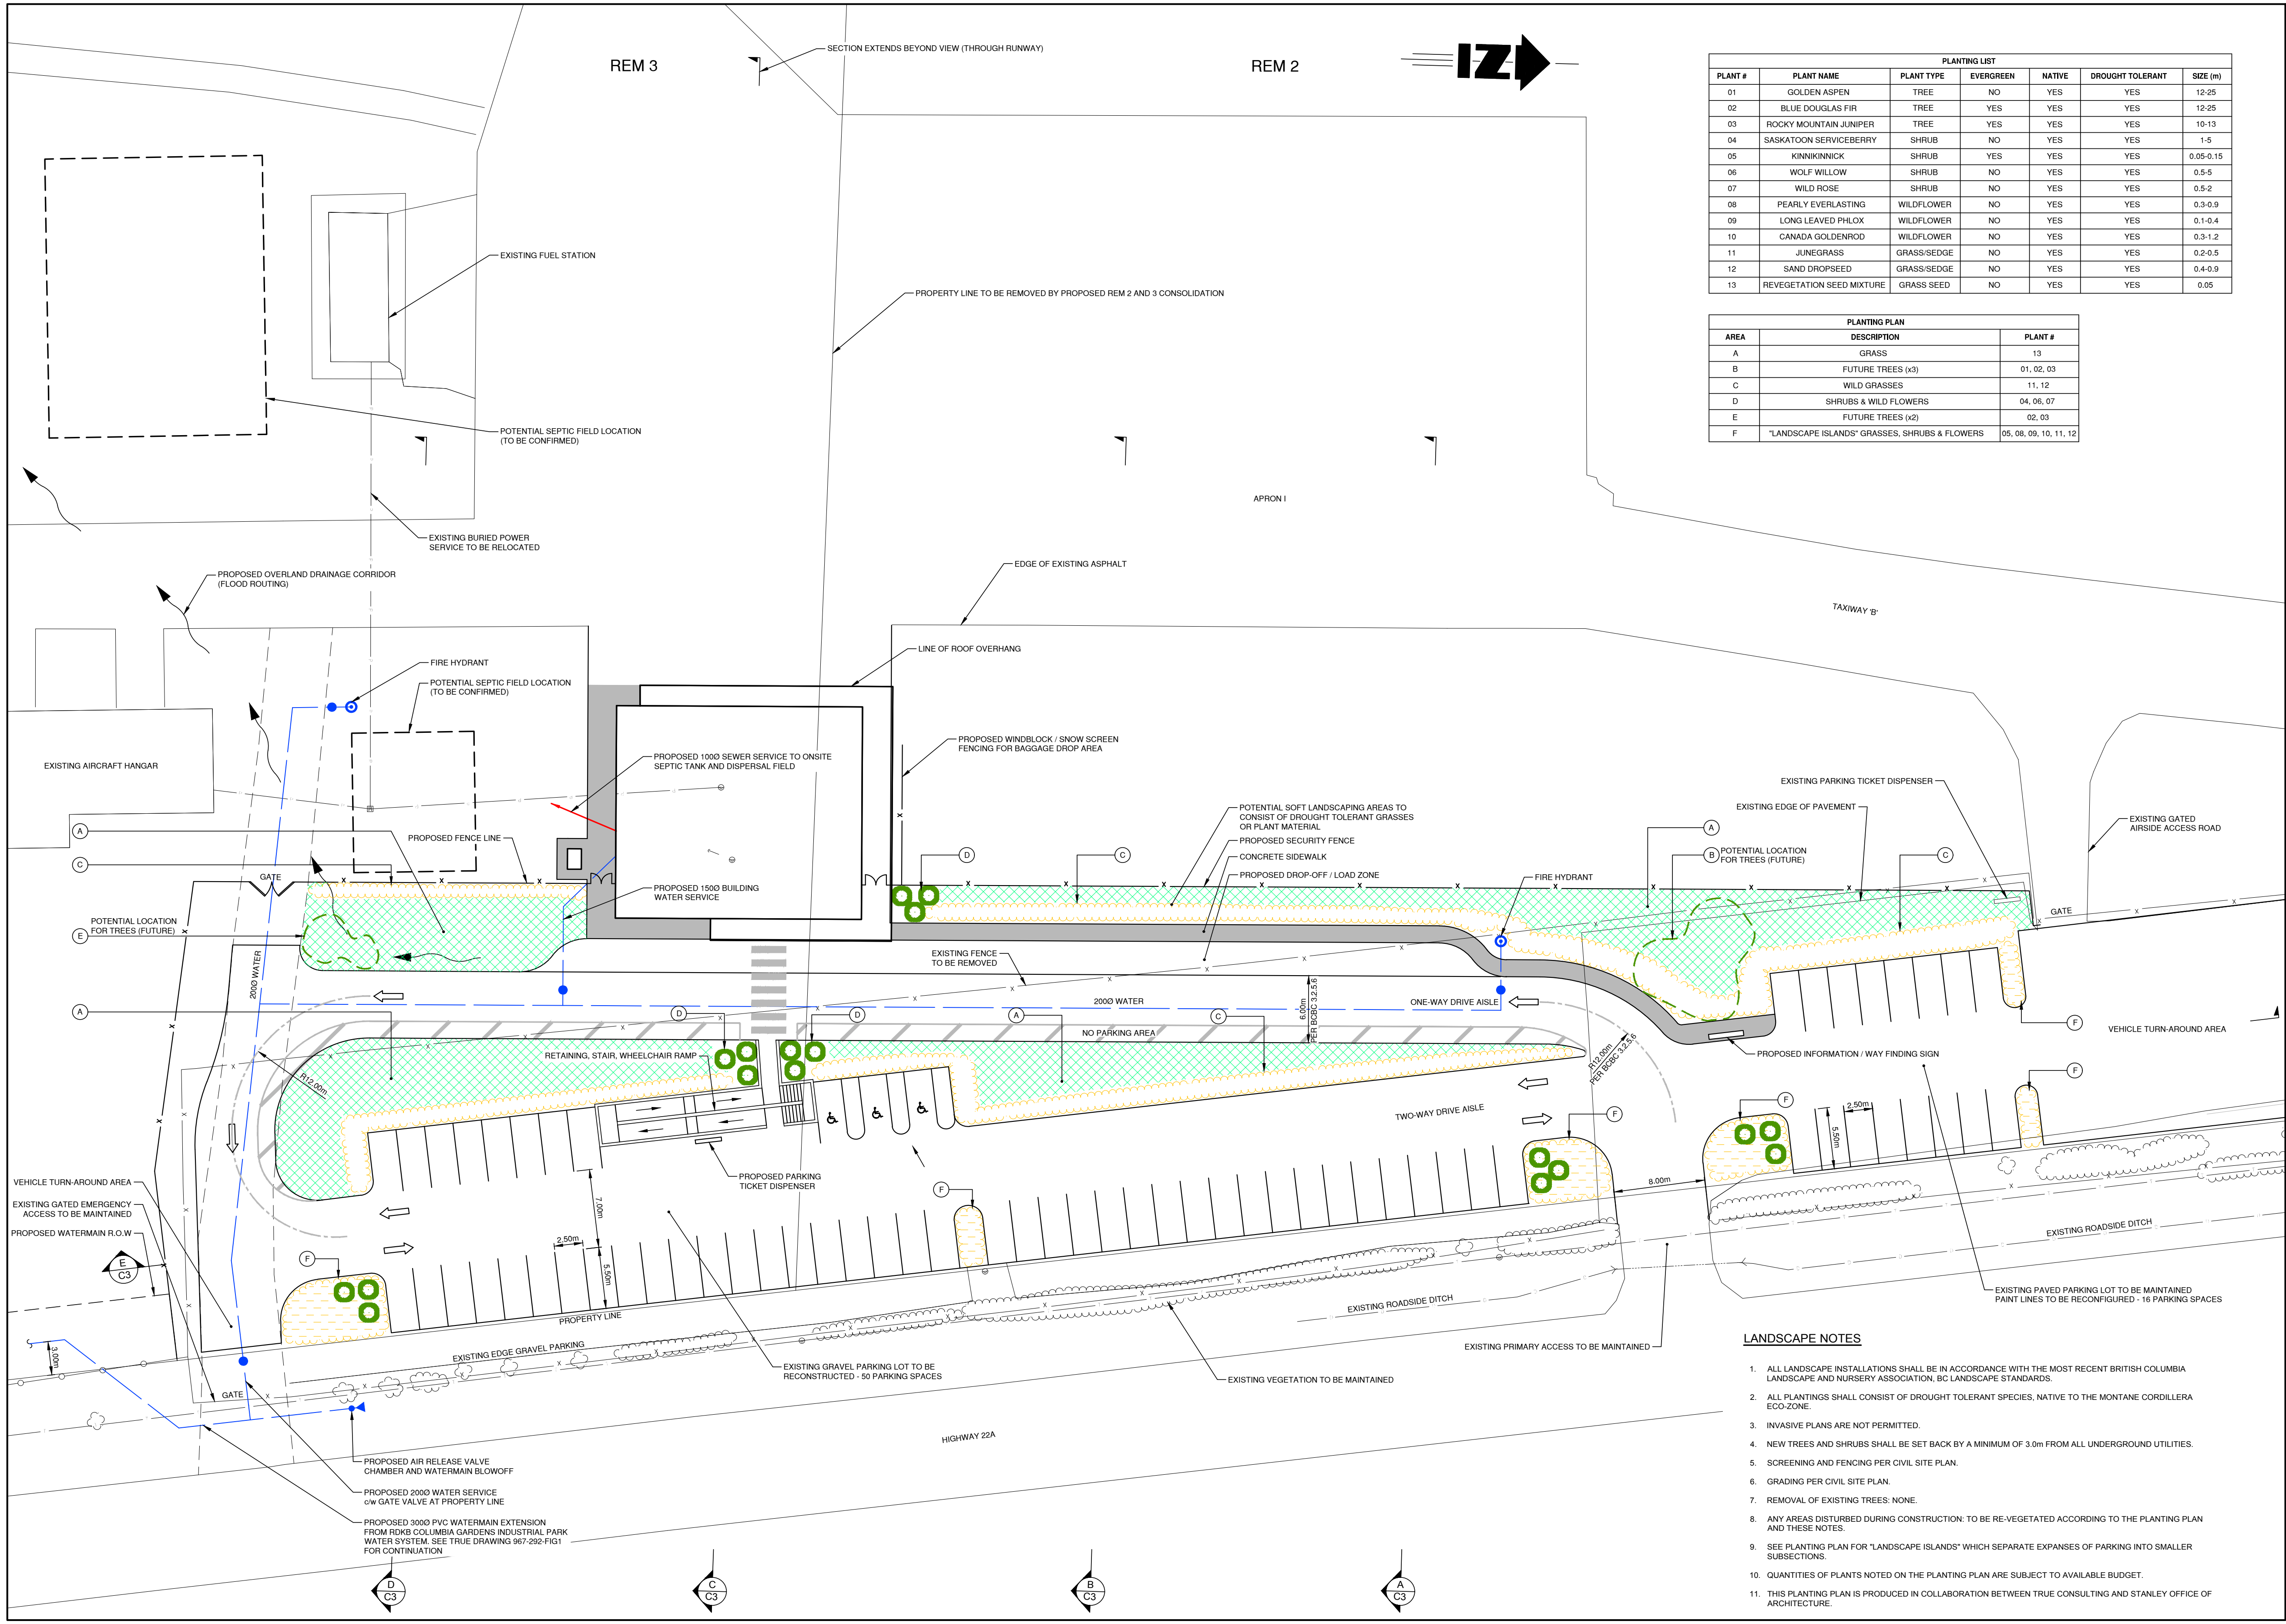 REM 3
SECTION EXTENDS BEYOND VIEW (THROUGH RUNWAY)
REM 2
N
PLANTING LIST
PLANT # PLANT NAME PLANT TYPE EVERGREEN NATIVE DROUGHT TOLERANT SIZE (m)
01 GOLDEN ASPEN TREE NO YES YES 12-25
02 BLUE DOUGLAS FIR TREE YES YES YES 12-25
03 ROCKY MOUNTAIN JUNIPER TREE YES YES YES 10-13
04 SASKATOON SERVICEBERRY SHRUB NO YES YES 1-5
05 KINNIKINNICK SHRUB YES YES YES 0.05-0.15
06 WOLF WILLOW SHRUB NO YES YES 0.5-5
07 WILD ROSE SHRUB NO YES YES 0.5-2
08 PEARLY EVERLASTING WILDFLOWER NO YES YES 0.3-0.9
09 LONG LEAVED PHLOX WILDFLOWER NO YES YES 0.1-0.4
10 CANADA GOLDENROD WILDFLOWER NO YES YES 0.3-1.2
11 JUNEGRASS GRASS/SEDGE NO YES YES 0.2-0.5
12 SAND DROPSEED GRASS/SEDGE NO YES YES 0.4-0.9
13 REVEGETATION SEED MIXTURE GRASS SEED NO YES YES 0.05
PLANTING PLAN
AREA DESCRIPTION PLANT #
A GRASS 13
B FUTURE TREES (x3) 01, 02, 03
C WILD GRASSES 11, 12
D SHRUBS & WILD FLOWERS 04, 06, 07
E FUTURE TREES (x2) 02, 03
F "LANDSCAPE ISLANDS" GRASSES, SHRUBS & FLOWERS 05, 08, 09, 10, 11, 12
EXISTING FUEL STATION
PROPERTY LINE TO BE REMOVED BY PROPOSED REM 2 AND 3 CONSOLIDATION
POTENTIAL SEPTIC FIELD LOCATION
(TO BE CONFIRMED)
APRON I
EXISTING BURIED POWER
SERVICE TO BE RELOCATED
PROPOSED OVERLAND DRAINAGE CORRIDOR
(FLOOD ROUTING)
EDGE OF EXISTING ASPHALT
TAXIWAY 'B'
LINE OF ROOF OVERHANG
FIRE HYDRANT
POTENTIAL SEPTIC FIELD LOCATION
(TO BE CONFIRMED)
EXISTING AIRCRAFT HANGAR
PROPOSED 100Ø SEWER SERVICE TO ONSITE
SEPTIC TANK AND DISPERSAL FIELD
PROPOSED WINDBLOCK / SNOW SCREEN
FENCING FOR BAGGAGE DROP AREA
EXISTING PARKING TICKET DISPENSER
EXISTING EDGE OF PAVEMENT
POTENTIAL SOFT LANDSCAPING AREAS TO
CONSIST OF DROUGHT TOLERANT GRASSES
OR PLANT MATERIAL
PROPOSED SECURITY FENCE
CONCRETE SIDEWALK
PROPOSED DROP-OFF / LOAD ZONE
EXISTING GATED
AIRSIDE ACCESS ROAD
A
PROPOSED FENCE LINE
C
GATE
D
C
A
B
POTENTIAL LOCATION
FOR TREES (FUTURE)
C
FIRE HYDRANT
PROPOSED 150Ø BUILDING
WATER SERVICE
POTENTIAL LOCATION
FOR TREES (FUTURE)
E
GATE
EXISTING FENCE
TO BE REMOVED
200Ø WATER
200Ø WATER
6.00m
PER BCBC 3.2.5.6
ONE-WAY DRIVE AISLE
A
D
D
A
C
NO PARKING AREA
F
VEHICLE TURN-AROUND AREA
RETAINING, STAIR, WHEELCHAIR RAMP
R12.00m
R12.00m
PER BCBC 3.2.5.6
PROPOSED INFORMATION / WAY FINDING SIGN
F
TWO-WAY DRIVE AISLE
F
F
2.50m
5.50m
PROPOSED PARKING
TICKET DISPENSER
VEHICLE TURN-AROUND AREA
EXISTING GATED EMERGENCY
ACCESS TO BE MAINTAINED
PROPOSED WATERMAIN R.O.W
E
C3
F
F
7.00m
2.50m
5.50m
8.00m
EXISTING ROADSIDE DITCH
PROPERTY LINE
EXISTING ROADSIDE DITCH
EXISTING PAVED PARKING LOT TO BE MAINTAINED
PAINT LINES TO BE RECONFIGURED - 16 PARKING SPACES
3.00m
EXISTING EDGE GRAVEL PARKING
GATE
EXISTING GRAVEL PARKING LOT TO BE
RECONSTRUCTED - 50 PARKING SPACES
EXISTING VEGETATION TO BE MAINTAINED
EXISTING PRIMARY ACCESS TO BE MAINTAINED
HIGHWAY 22A
PROPOSED AIR RELEASE VALVE
CHAMBER AND WATERMAIN BLOWOFF
PROPOSED 200Ø WATER SERVICE
c/w GATE VALVE AT PROPERTY LINE
PROPOSED 300Ø PVC WATERMAIN EXTENSION
FROM RDKB COLUMBIA GARDENS INDUSTRIAL PARK
WATER SYSTEM. SEE TRUE DRAWING 967-292-FIG1
FOR CONTINUATION
D
C3
C
C3
B
C3
A
C3
LANDSCAPE NOTES
1. ALL LANDSCAPE INSTALLATIONS SHALL BE IN ACCORDANCE WITH THE MOST RECENT BRITISH COLUMBIA
LANDSCAPE AND NURSERY ASSOCIATION, BC LANDSCAPE STANDARDS.
2. ALL PLANTINGS SHALL CONSIST OF DROUGHT TOLERANT SPECIES, NATIVE TO THE MONTANE CORDILLERA
ECO-ZONE.
3. INVASIVE PLANS ARE NOT PERMITTED.
4. NEW TREES AND SHRUBS SHALL BE SET BACK BY A MINIMUM OF 3.0m FROM ALL UNDERGROUND UTILITIES.
5. SCREENING AND FENCING PER CIVIL SITE PLAN.
6. GRADING PER CIVIL SITE PLAN.
7. REMOVAL OF EXISTING TREES: NONE.
8. ANY AREAS DISTURBED DURING CONSTRUCTION: TO BE RE-VEGETATED ACCORDING TO THE PLANTING PLAN
AND THESE NOTES.
9. SEE PLANTING PLAN FOR "LANDSCAPE ISLANDS" WHICH SEPARATE EXPANSES OF PARKING INTO SMALLER
SUBSECTIONS.
10. QUANTITIES OF PLANTS NOTED ON THE PLANTING PLAN ARE SUBJECT TO AVAILABLE BUDGET.
11. THIS PLANTING PLAN IS PRODUCED IN COLLABORATION BETWEEN TRUE CONSULTING AND STANLEY OFFICE OF
ARCHITECTURE.